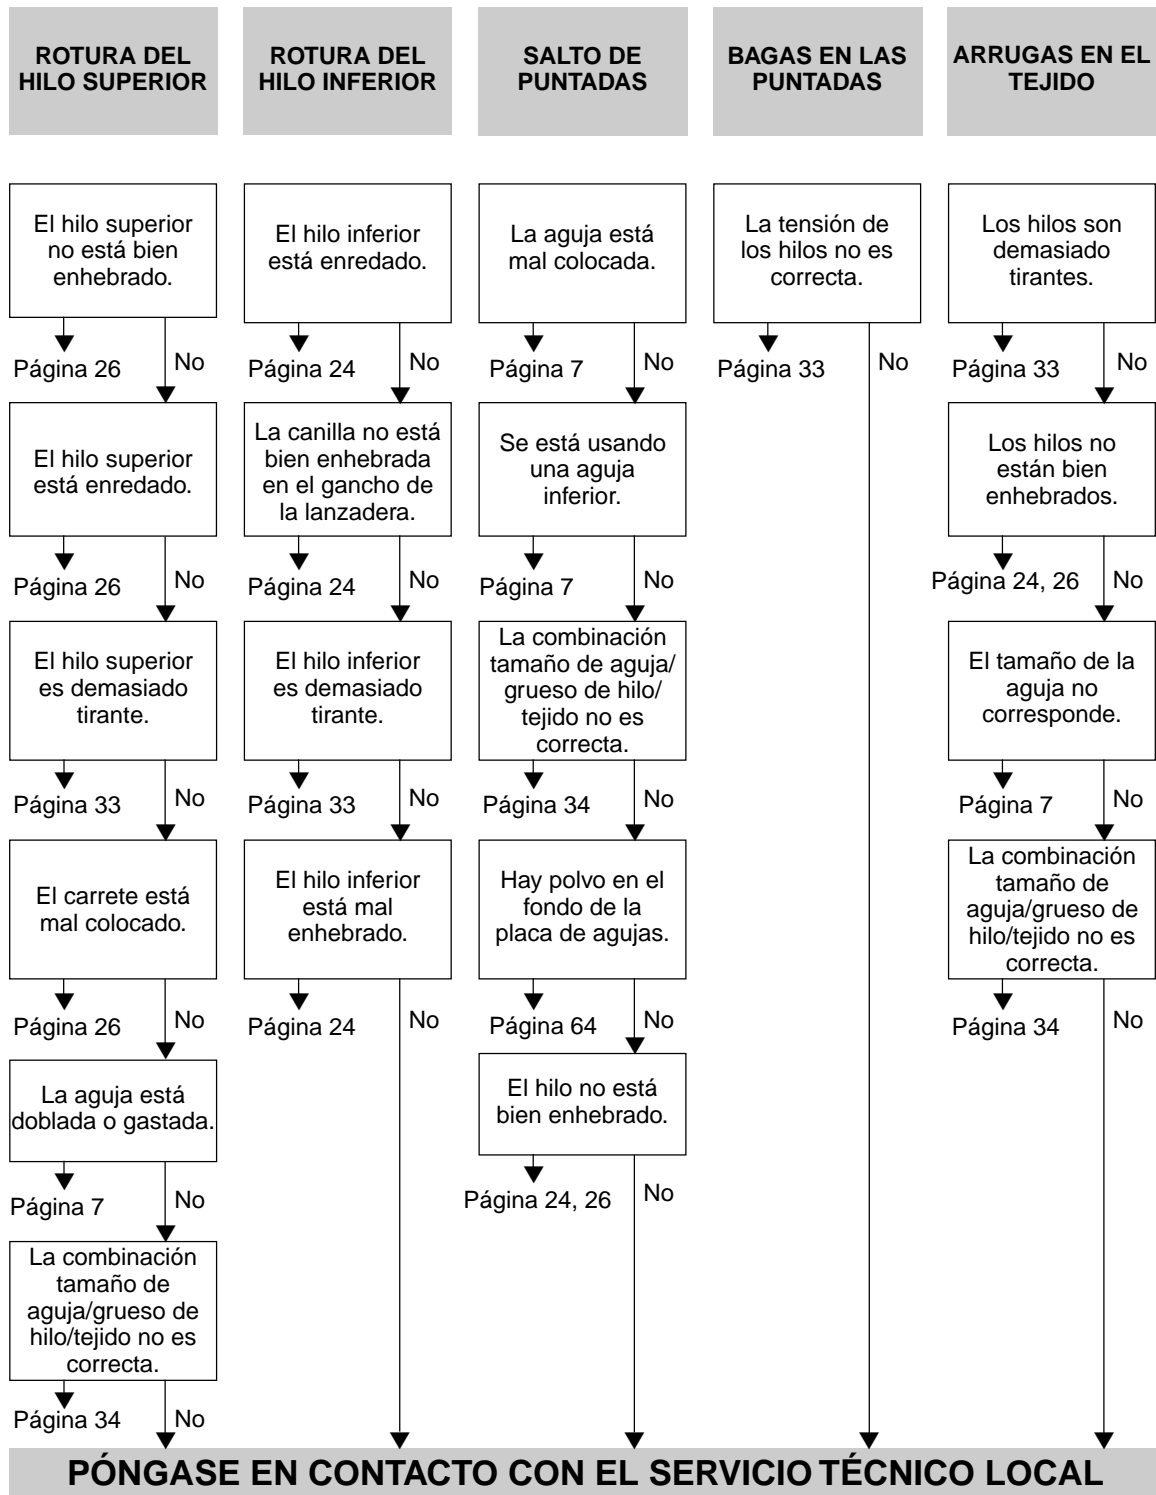 ROTURA DEL
HILO SUPERIOR
El hilo superior
no está bien
enhebrado.
Página 26
No
El hilo superior
está enredado.
Página 26
No
El hilo superior
es demasiado
tirante.
Página 33
No
El carrete está
mal colocado.
Página 26
No
La aguja está
doblada o gastada.
Página 7
No
La combinación
tamaño de
aguja/grueso de
hilo/tejido no es
correcta.
Página 34
No
ROTURA DEL
HILO INFERIOR
El hilo inferior
está enredado.
Página 24
No
La canilla no está
bien enhebrada
en el gancho de
la lanzadera.
Página 24
No
El hilo inferior
es demasiado
tirante.
Página 33
No
El hilo inferior
está mal
enhebrado.
Página 24
No
SALTO DE
PUNTADAS
La aguja está
mal colocada.
Página 7
No
Se está usando
una aguja
inferior.
Página 7
No
La combinación
tamaño de aguja/
grueso de hilo/
tejido no es
correcta.
Página 34
No
Hay polvo en el
fondo de la
placa de agujas.
Página 64
No
El hilo no está
bien enhebrado.
Página 24, 26
No
BAGAS EN LAS
PUNTADAS
La tensión de
los hilos no es
correcta.
Página 33
No
ARRUGAS EN EL
TEJIDO
Los hilos son
demasiado
tirantes.
Página 33
No
Los hilos no
están bien
enhebrados.
Página 24, 26
No
El tamaño de la
aguja no
corresponde.
Página 7
No
La combinación
tamaño de
aguja/grueso de
hilo/tejido no es
correcta.
Página 34
No
PÓNGASE EN CONTACTO CON EL SERVICIO TÉCNICO LOCAL